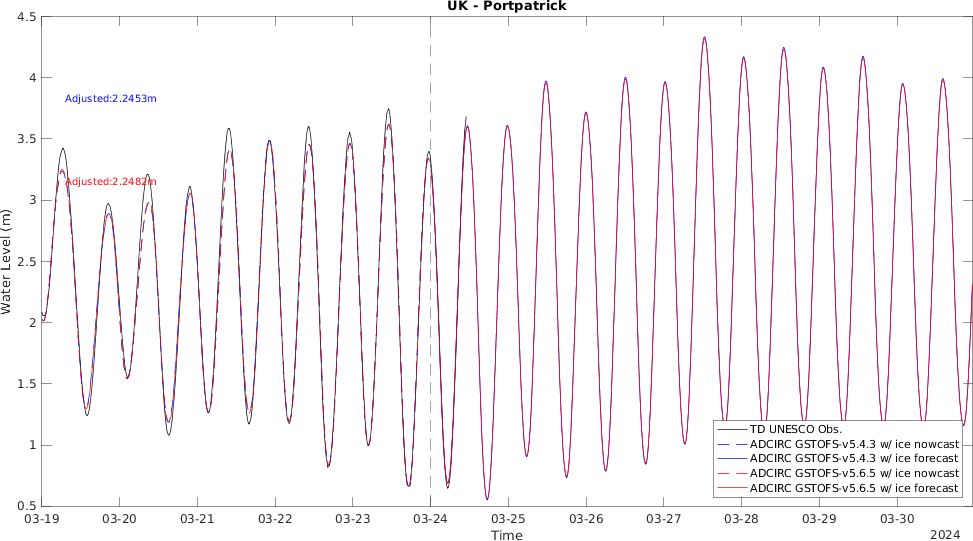 UK - Portpatrick
4.5
4
3.5
3
2.5
2
1.5
1
0.5
Water Level (m)
Adjusted:2.2453m
Adjusted:2.2482m
TD UNESCO Obs.
ADCIRC GSTOFS-v5.4.3 w/ ice nowcast
ADCIRC GSTOFS-v5.4.3 w/ ice forecast
ADCIRC GSTOFS-v5.6.5 w/ ice nowcast
ADCIRC GSTOFS-v5.6.5 w/ ice forecast
03-19 03-20 03-21 03-22 03-23 03-24 03-25 03-26 03-27 03-28 03-29 03-30
Time
2024